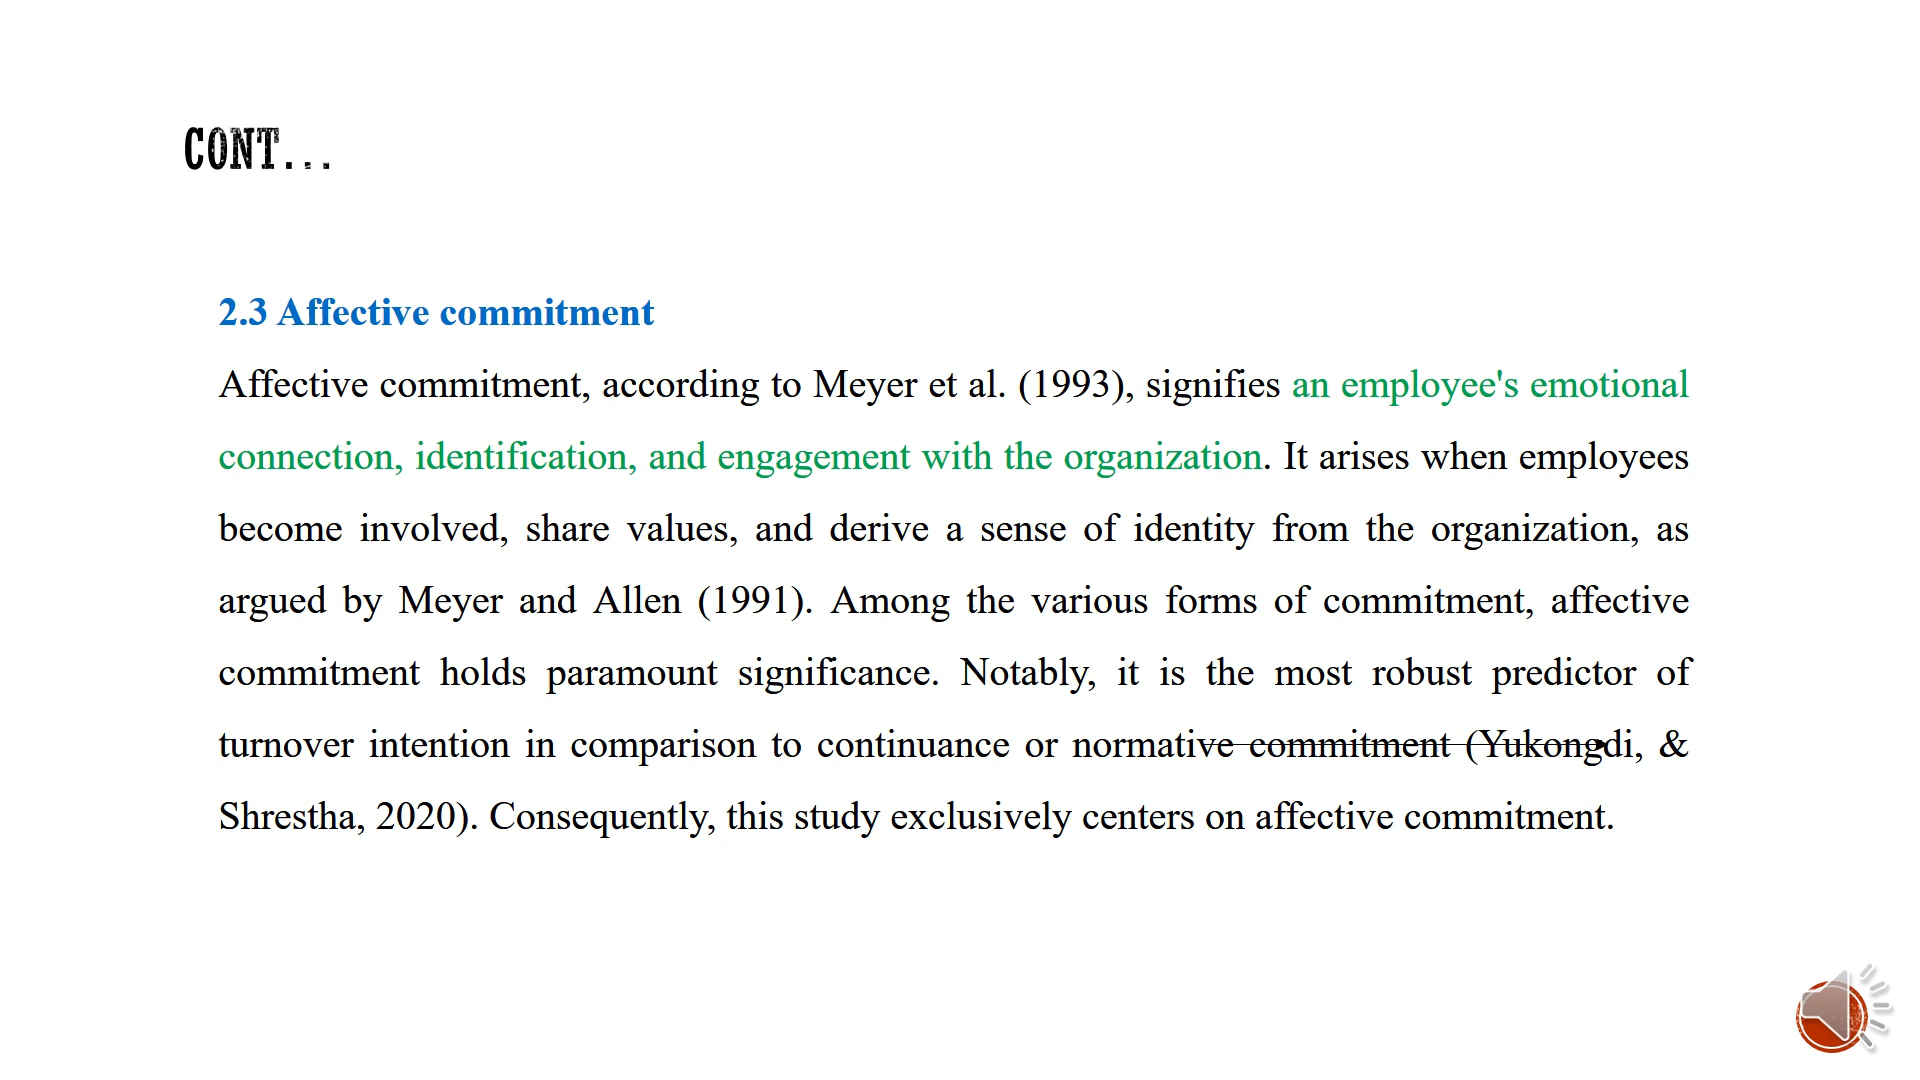 CONT...
2.3 Affective commitment
Affective commitment, according to Meyer et al. (1993), signifies an employee's emotional
connection, identification, and engagement with the organization. It arises when employees
become involved, share values, and derive a sense of identity from the organization, as
argued by Meyer and Allen (1991). Among the various forms of commitment, affective
commitment holds paramount significance. Notably, it is the most robust predictor of
turnover intention in comparison to continuance or normative commitment (Yukongdi, &
Shrestha, 2020). Consequently, this study exclusively centers on affective commitment.